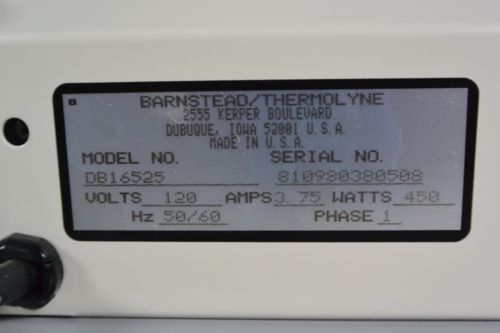 B
BARNSTEAD/THERMOLYNE
2555 KERPER BOULEVARD
DUBUQUE, IOWA 52001 U.S.A.
MADE IN U.S.A.
MODEL NO. SERIAL NO.
DB16525 810980380508
VOLTS 120 AMPS 3.75 WATTS 450
Hz 50/60 PHASE 1